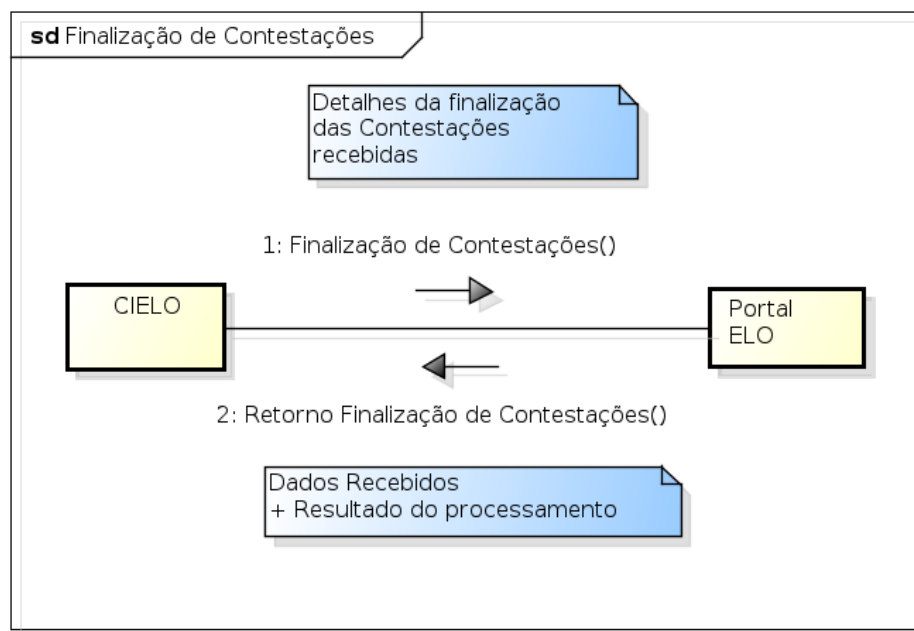 sd Finalização de Contestações
Detalhes da finalização
das Contestações
recebidas
1: Finalização de Contestações()
CIELO
Portal
ELO
2: Retorno Finalização de Contestações()
Dados Recebidos
+ Resultado do processamento